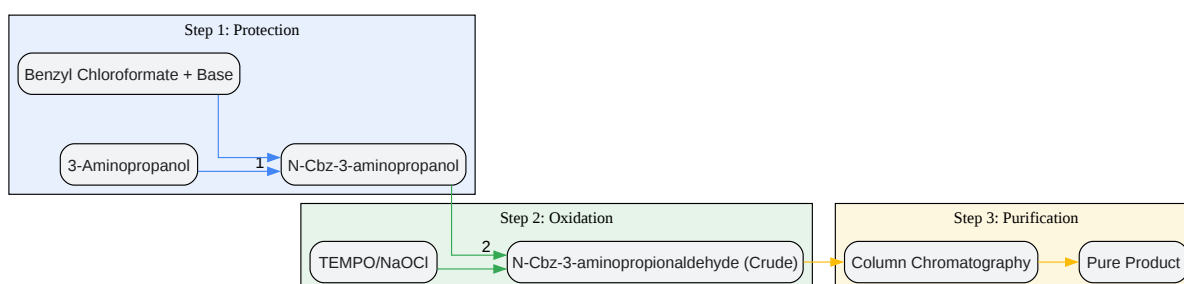 Step 1: Protection
Benzyl Chloroformate + Base
3-Aminopropanol
1
N-Cbz-3-aminopropanol
Step 2: Oxidation
TEMPO/NaOCl
2
N-Cbz-3-aminopropionaldehyde (Crude)
Step 3: Purification
Column Chromatography
Pure Product